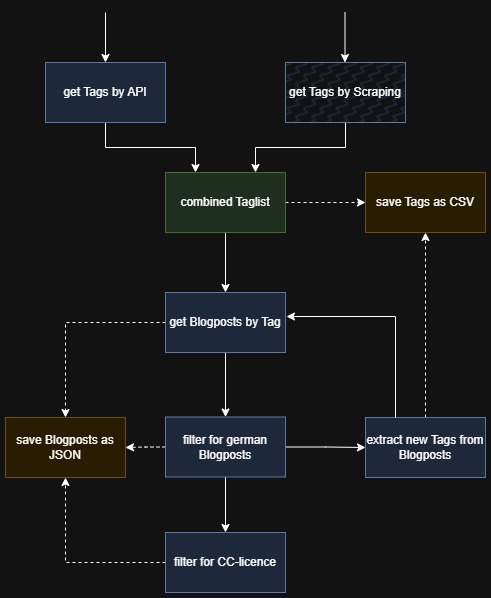 get Tags by API
get Tags by Scraping
combined Taglist
save Tags as CSV
get Blogposts by Tag
save Blogposts as
JSON
filter for german
Blogposts
extract new Tags from
Blogposts
filter for CC-licence